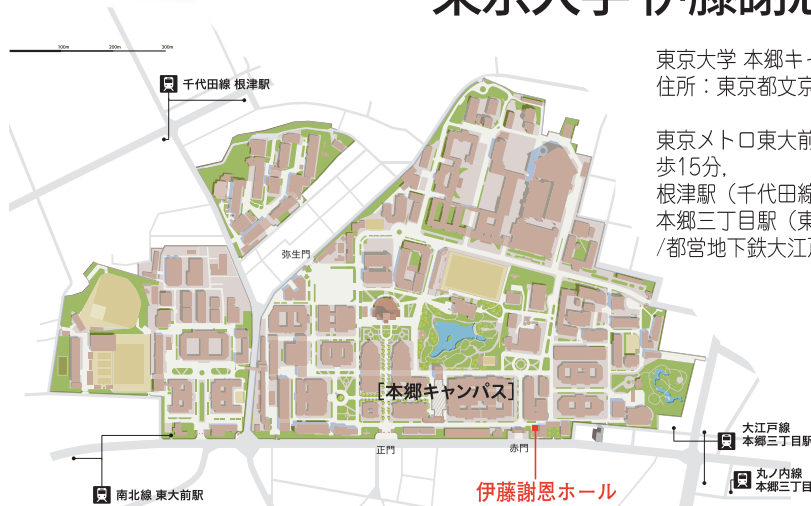 東京大学 伊藤謝恩
100m 200m 300m
東京大学 本郷キャ
住所：東京都文京
千代田線 根津駅
東京メトロ東大前
歩15分,
根津駅（千代田線
本郷三丁目駅（東
/都営地下鉄大江戸
弥生門
［本郷キャンパス］
正門
赤門
大江戸線
本郷三丁目駅
丸ノ内線
本郷三丁目
南北線 東大前駅
伊藤謝恩ホール